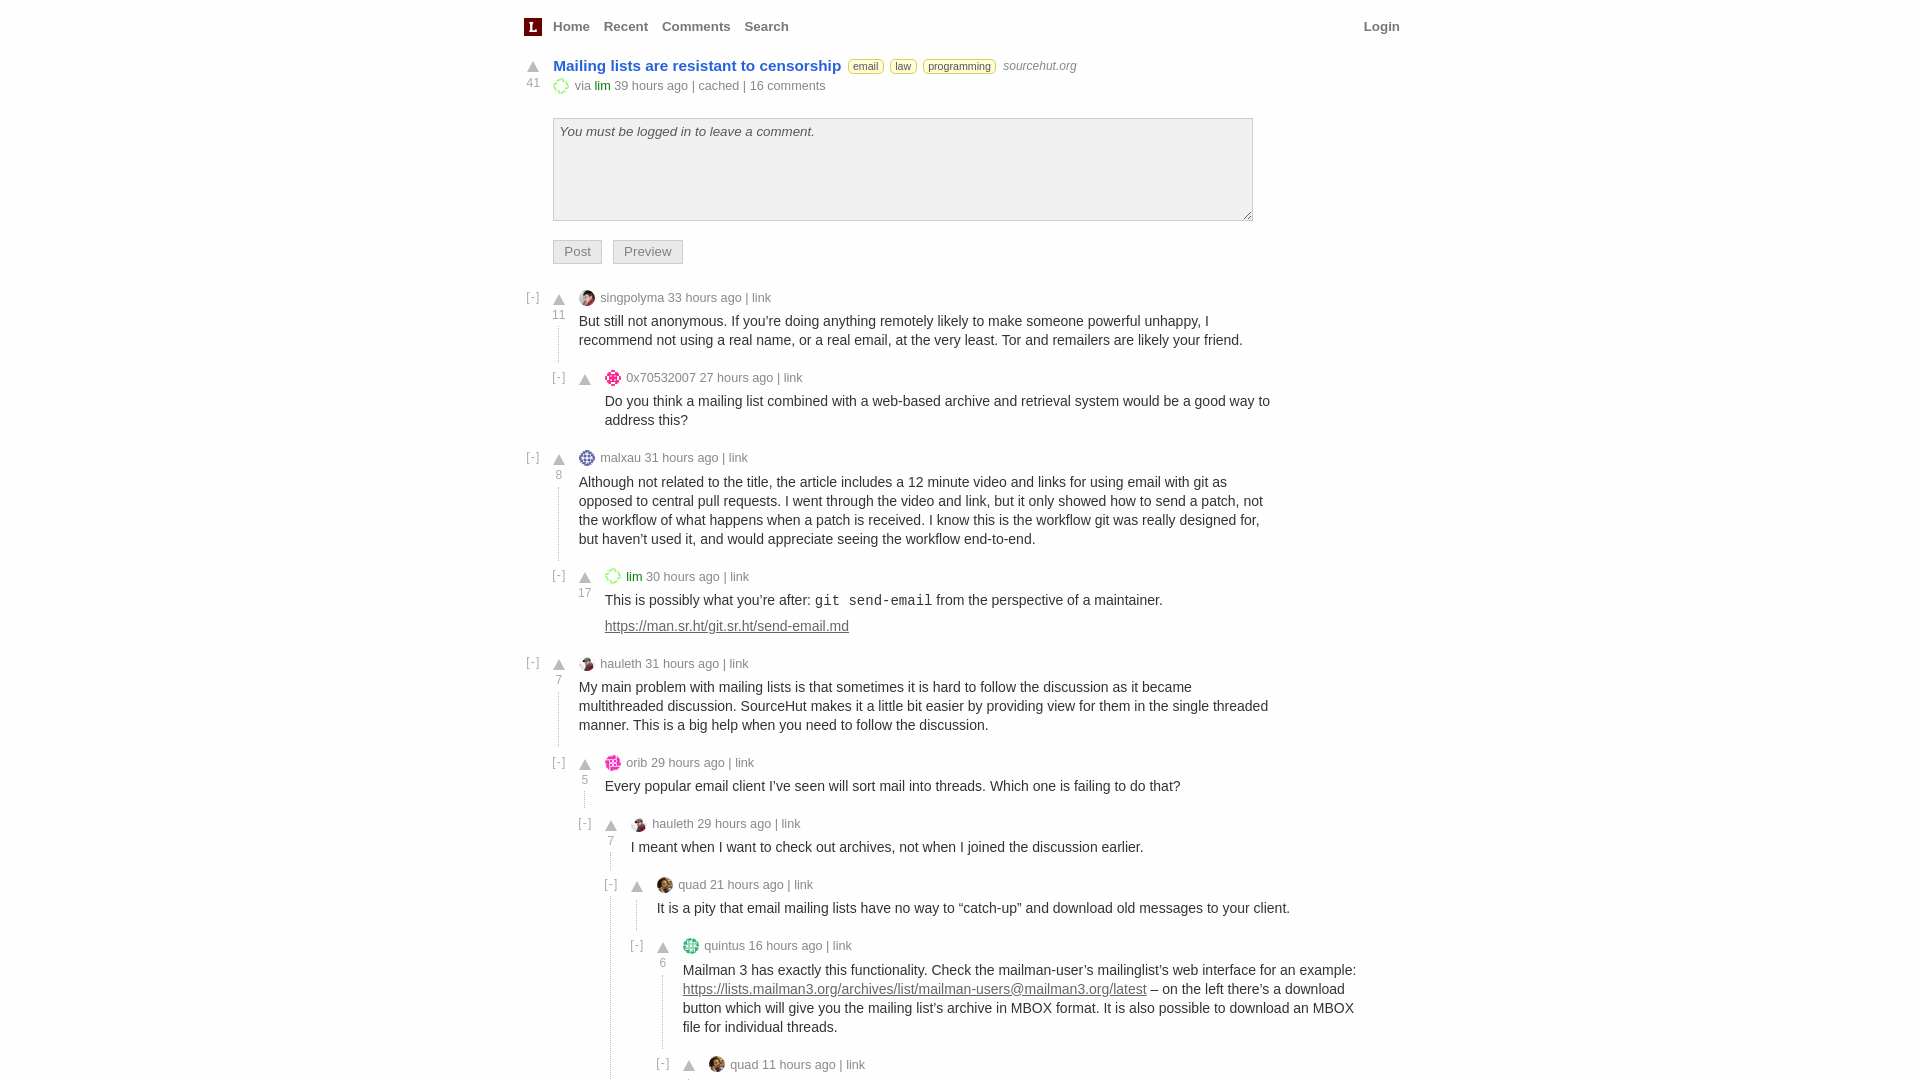 L Home Recent Comments Search Login
Mailing lists are resistant to censorship email law programming sourcehut.org
41 via lim 39 hours ago | cached | 16 comments
You must be logged in to leave a comment.
Post Preview
[-] singpolyma 33 hours ago | link
11
But still not anonymous. If you’re doing anything remotely likely to make someone powerful unhappy, I
recommend not using a real name, or a real email, at the very least. Tor and remailers are likely your friend.
[-] 0x70532007 27 hours ago | link
Do you think a mailing list combined with a web-based archive and retrieval system would be a good way to
address this?
[-] malxau 31 hours ago | link
8
Although not related to the title, the article includes a 12 minute video and links for using email with git as
opposed to central pull requests. I went through the video and link, but it only showed how to send a patch, not
the workflow of what happens when a patch is received. I know this is the workflow git was really designed for,
but haven’t used it, and would appreciate seeing the workflow end-to-end.
[-] lim 30 hours ago | link
17
This is possibly what you’re after: git send-email from the perspective of a maintainer.
https://man.sr.ht/git.sr.ht/send-email.md
[-] hauleth 31 hours ago | link
7
My main problem with mailing lists is that sometimes it is hard to follow the discussion as it became
multithreaded discussion. SourceHut makes it a little bit easier by providing view for them in the single threaded
manner. This is a big help when you need to follow the discussion.
[-] orib 29 hours ago | link
5
Every popular email client I’ve seen will sort mail into threads. Which one is failing to do that?
[-] hauleth 29 hours ago | link
7
I meant when I want to check out archives, not when I joined the discussion earlier.
[-] quad 21 hours ago | link
It is a pity that email mailing lists have no way to “catch-up” and download old messages to your client.
[-] quintus 16 hours ago | link
6
Mailman 3 has exactly this functionality. Check the mailman-user’s mailinglist’s web interface for an example:
https://lists.mailman3.org/archives/list/mailman-users@mailman3.org/latest – on the left there’s a download
button which will give you the mailing list’s archive in MBOX format. It is also possible to download an MBOX
file for individual threads.
[-] quad 11 hours ago | link